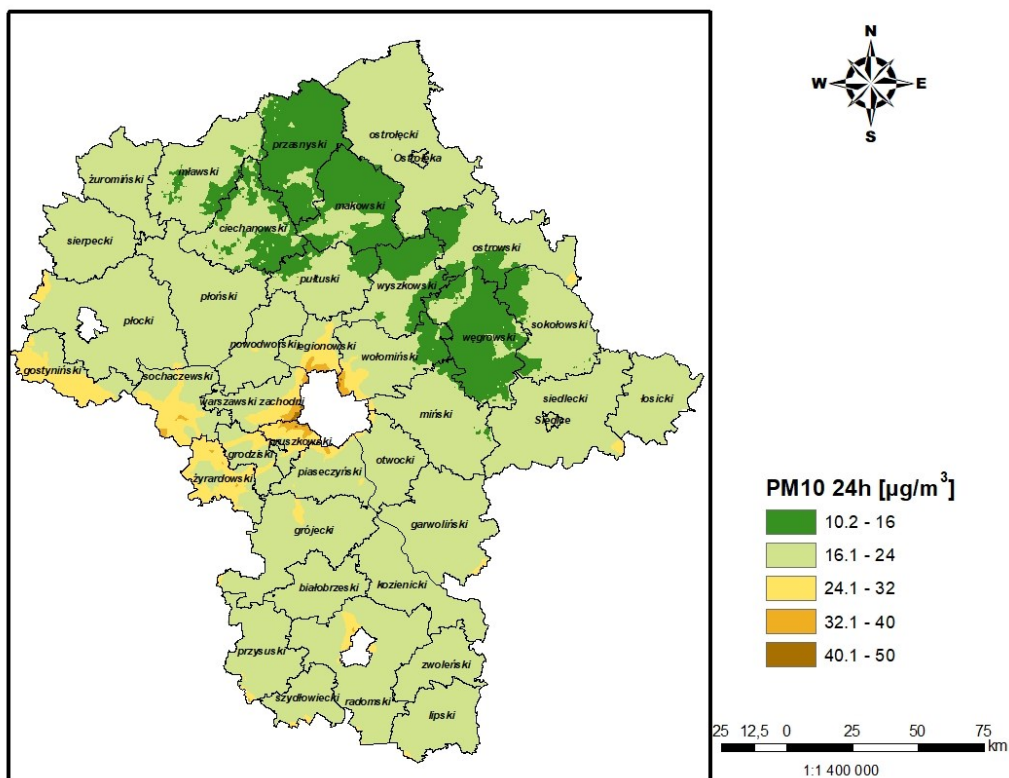 N
W E
S
ostrołęcki
przasnyski
Ostrołęka
mławski
żuromiński
makowski
ciechanowski
sierpecki
ostrowski
pułtuski
wyszkowski
płoński
płocki
sokołowski
węgrowski
nowodworski
legionowski
wołomiński
gostyniński
sochaczewski
warszawski zachodni
siedlecki
łosicki
miński
Siedlce
pruszkowski
grodziski
otwocki
piaseczyński
żyrardowski
garwoliński
grójecki
białobrzeski
kozienicki
przysuski
zwoleński
szydłowiecki
radomski
lipski
PM10 24h [µg/m³]
10.2 - 16
16.1 - 24
24.1 - 32
32.1 - 40
40.1 - 50
25 12,5 0 25 50 75
km
1:1 400 000